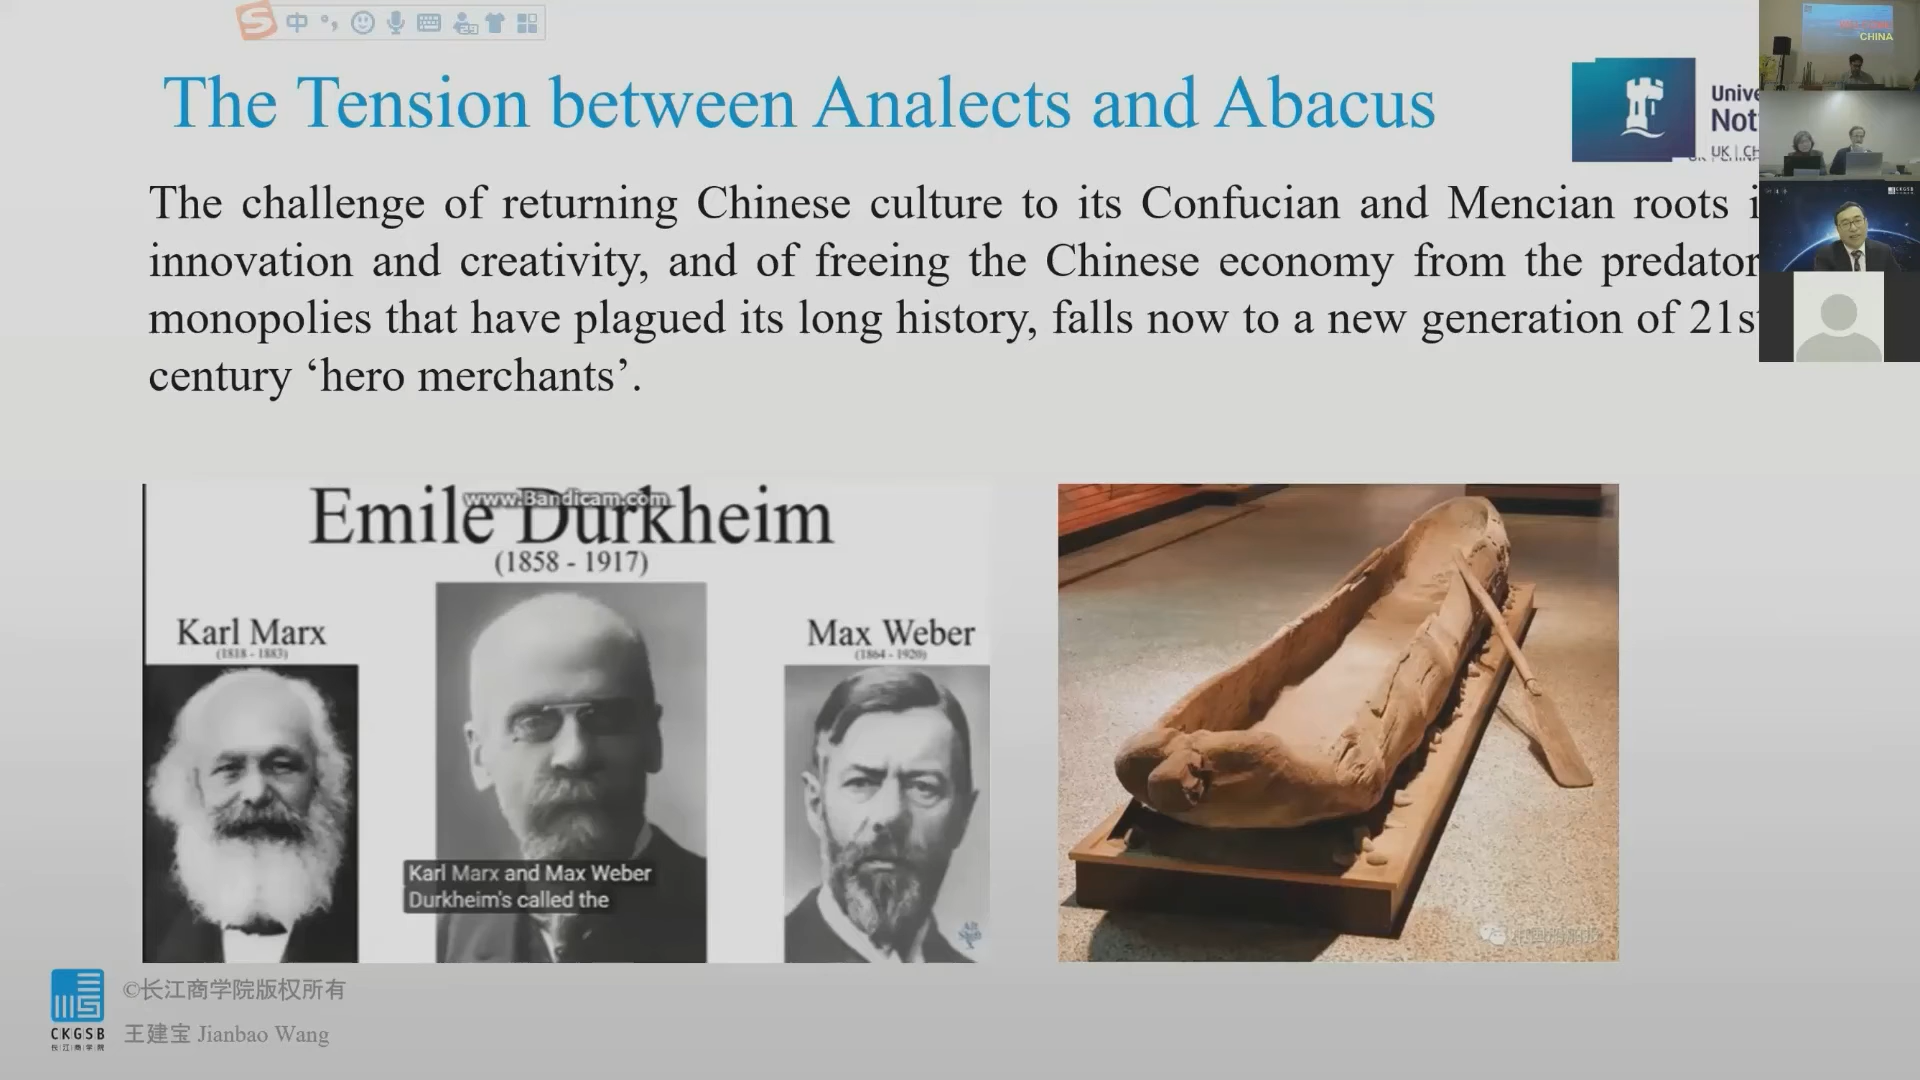 中
CHINA
The Tension between Analects and Abacus
Unive
Not
UK | CH
The challenge of returning Chinese culture to its Confucian and Mencian roots i
innovation and creativity, and of freeing the Chinese economy from the predator
monopolies that have plagued its long history, falls now to a new generation of 21st
century ‘hero merchants’.
www.Bandicam.com
Emile Durkheim
(1858 - 1917)
Karl Marx
(1818 - 1883)
Max Weber
(1864 - 1920)
Karl Marx and Max Weber
Durkheim's called the
©长江商学院版权所有
CKGSB
长江商学院
王建宝 Jianbao Wang